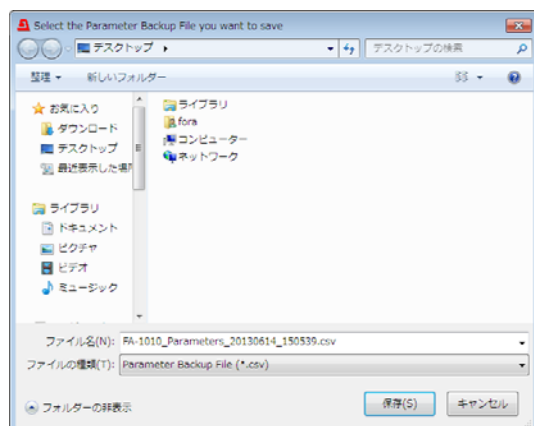 Select the Parameter Backup File you want to save
デスクトップ
デスクトップの検索
整理
新しいフォルダー
お気に入り
ダウンロード
デスクトップ
最近表示した場所
ライブラリ
ドキュメント
ピクチャ
ビデオ
ミュージック
ライブラリ
fora
コンピューター
ネットワーク
ファイル名(N): FA-1010_Parameters_20130614_150539.csv
ファイルの種類(T): Parameter Backup File (*.csv)
フォルダーの非表示
保存(S)
キャンセル